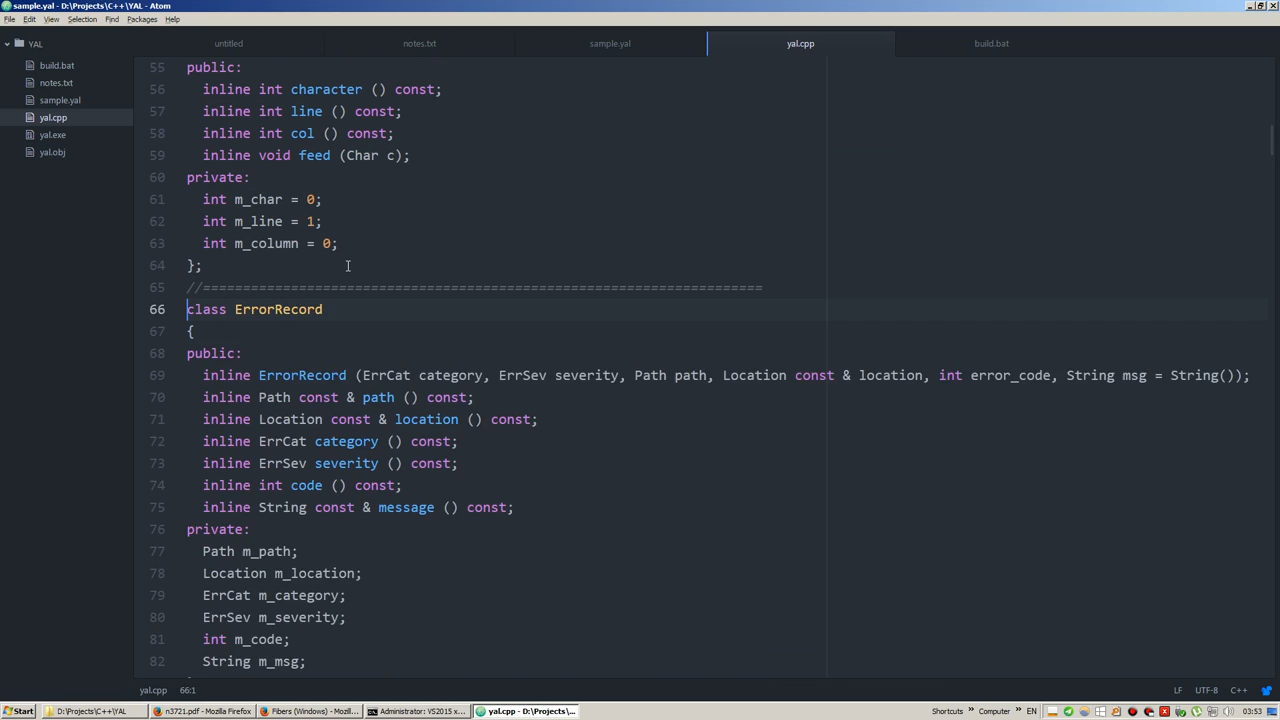 sample.yal - D:\Projects\C++\YAL - Atom
File Edit View Selection Find Packages Help
YAL
build.bat
notes.txt
sample.yal
yal.cpp
yal.exe
yal.obj
untitled notes.txt sample.yal yal.cpp build.bat
55 public:
56 inline int character () const;
57 inline int line () const;
58 inline int col () const;
59 inline void feed (Char c);
60 private:
61 int m_char = 0;
62 int m_line = 1;
63 int m_column = 0;
64 };
65 //======================================================================
66 class ErrorRecord
67 {
68 public:
69 inline ErrorRecord (ErrCat category, ErrSev severity, Path path, Location const & location, int error_code, String msg = String());
70 inline Path const & path () const;
71 inline Location const & location () const;
72 inline ErrCat category () const;
73 inline ErrSev severity () const;
74 inline int code () const;
75 inline String const & message () const;
76 private:
77 Path m_path;
78 Location m_location;
79 ErrCat m_category;
80 ErrSev m_severity;
81 int m_code;
82 String m_msg;
yal.cpp 66:1 LF UTF-8 C++
Start D:\Projects\C++\YAL n3721.pdf - Mozilla Firefox Fibers (Windows) - Mozill... Administrator: VS2015 x... yal.cpp - D:\Projects\... Shortcuts » Computer » EN 03:53